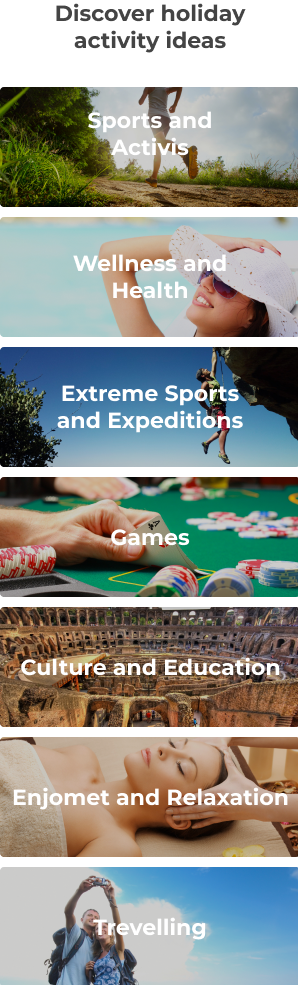 Discover holiday
activity ideas
Sports and
Activis
Wellness and
Health
Extreme Sports
and Expeditions
Games
Culture and Education
Enjomet and Relaxation
Trevelling